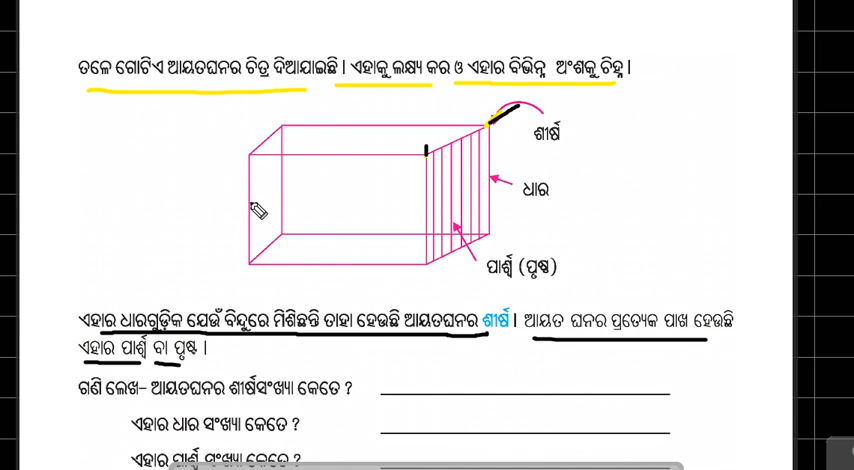 ତଳେ ଗୋଟିଏ ଆୟତଘନର ଚିତ୍ର ଦିଆଯାଇଛି । ଏହାକୁ ଲକ୍ଷ୍ୟ କର ଓ ଏହାର ବିଭିନ୍ନ ଅଂଶକୁ ଚିହ୍ନ ।
ଶୀର୍ଷ
ଧାର
ପାର୍ଶ୍ଵ (ପୃଷ୍ଠ)
ଏହାର ଧାରଗୁଡ଼ିକ ଯେଉଁ ବିନ୍ଦୁରେ ମିଶିଛନ୍ତି ତାହା ହେଉଛି ଆୟତଘନର ଶୀର୍ଷ । ଆୟତ ଘନର ପ୍ରତ୍ୟେକ ପାଖ ହେଉଛି
ଏହାର ପାର୍ଶ୍ଵ ବା ପୃଷ୍ଠ ।
ଗଣି ଲେଖ– ଆୟତଘନର ଶୀର୍ଷସଂଖ୍ୟା କେତେ ?
ଏହାର ଧାର ସଂଖ୍ୟା କେତେ ?
ଏହାର ପାର୍ଶ୍ଵ ସଂଖ୍ୟା କେତେ ?